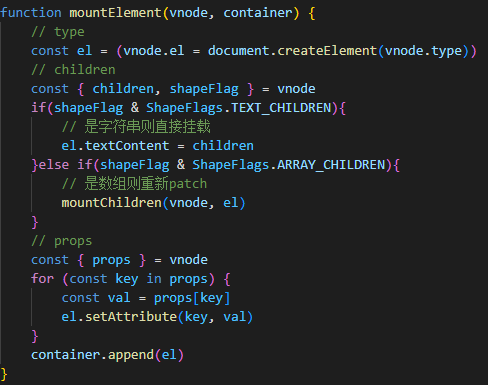 function mountElement(vnode, container) {
    // type
    const el = (vnode.el = document.createElement(vnode.type))
    // children
    const { children, shapeFlag } = vnode
    if(shapeFlag & ShapeFlags.TEXT_CHILDREN){
        // 是字符串则直接挂载
        el.textContent = children
    }else if(shapeFlag & ShapeFlags.ARRAY_CHILDREN){
        // 是数组则重新patch
        mountChildren(vnode, el)
    }
    // props
    const { props } = vnode
    for (const key in props) {
        const val = props[key]
        el.setAttribute(key, val)
    }
    container.append(el)
}